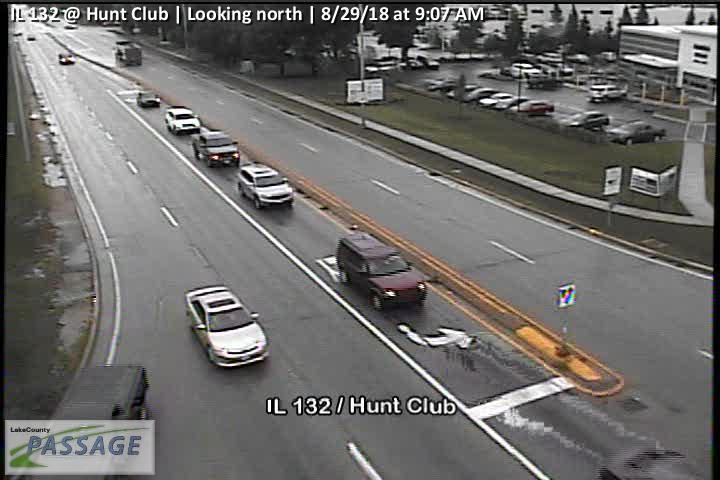 IL 132 @ Hunt Club | Looking north | 8/29/18 at 9:07 AM
IL 132 / Hunt Club
LakeCounty
PASSAGE